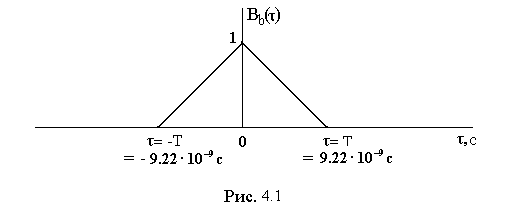 B_b(τ)
1
τ= -T 0 τ= T τ, с
= - 9.22·10⁻⁹ с = 9.22·10⁻⁹ с
Рис. 4.1